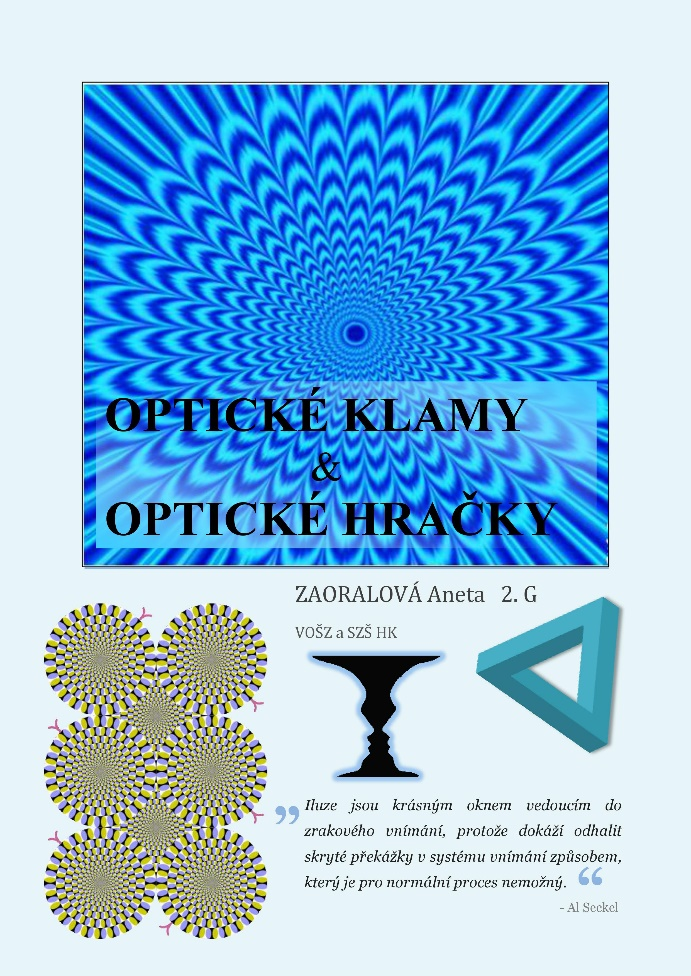 OPTICKÉ KLAMY
&
OPTICKÉ HRAČKY
ZAORALOVÁ Aneta 2. G
VOŠZ a SZŠ HK
” Iluze jsou krásným oknem vedoucím do
zrakového vnímání, protože dokáží odhalit
skryté překážky v systému vnímání způsobem,
který je pro normální proces nemožný. “
- Al Seckel